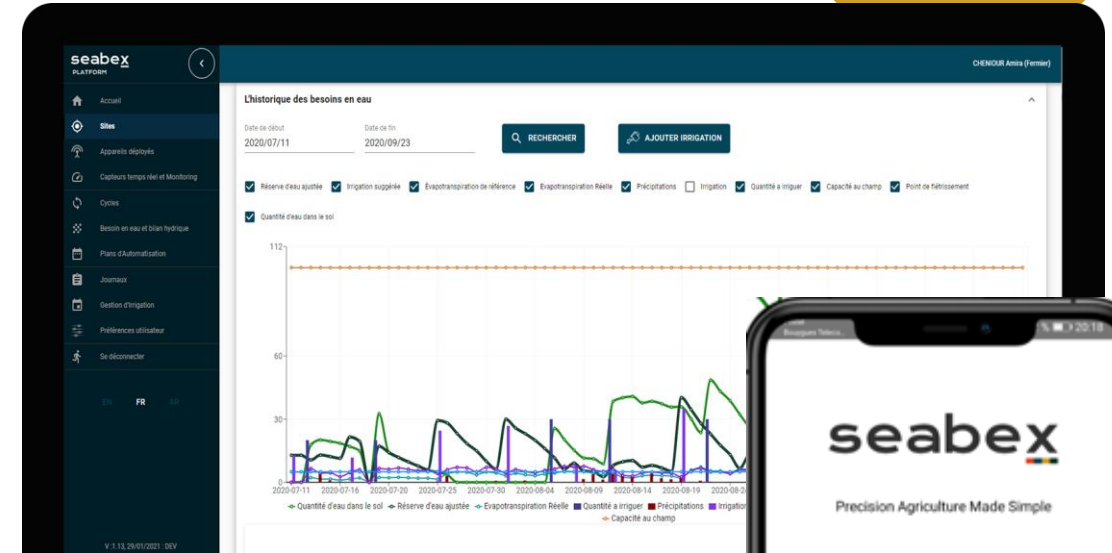 seabex
PLATFORM
CHENIOUR Amira (Fermier)
Accueil
Sites
Appareils déployés
Capteurs temps réel et Monitoring
Cycles
Besoin en eau et bilan hydrique
Plans d'Automatisation
Journaux
Gestion d'Irrigation
Préférences utilisateur
Se déconnecter
EN FR AR
V :1.13, 29/01/2021 : DEV
L'historique des besoins en eau
Date de début Date de fin
2020/07/11 2020/09/23 RECHERCHER AJOUTER IRRIGATION
Réserve d'eau ajustée Irrigation suggérée Évapotranspiration de référence Evapotranspiration Réelle Précipitations Irrigation Quantité a irriguer Capacité au champ Point de flétrissement
Quantité d'eau dans le sol
112
60
30
0
2020-07-11 2020-07-16 2020-07-20 2020-07-25 2020-07-30 2020-08-04 2020-08-09 2020-08-14 2020-08-19 2020-08-2
Quantité d'eau dans le sol Réserve d'eau ajustée Evapotranspiration Réelle Quantité a irriguer Précipitations Irrigation
Capacité au champ
20:18
seabex
Precision Agriculture Made Simple